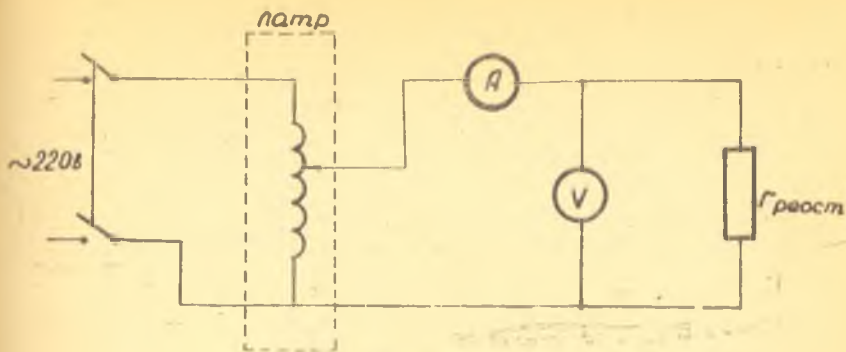 латр
А
~220в
V
rреост